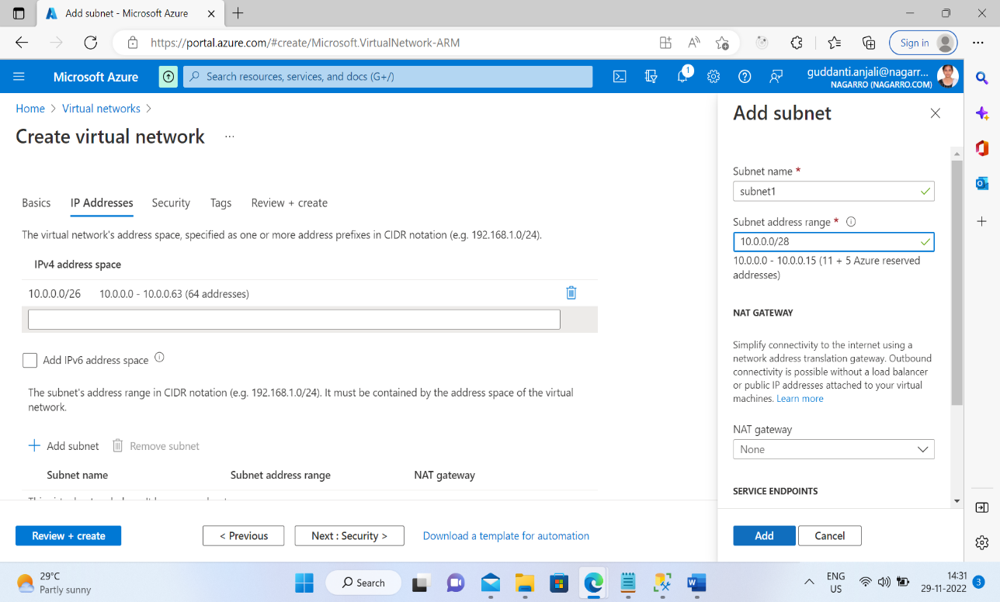 Add subnet - Microsoft Azure
https://portal.azure.com/#create/Microsoft.VirtualNetwork-ARM
Sign in
Microsoft Azure
Search resources, services, and docs (G+/)
1
guddanti.anjali@nagarr...
NAGARRO (NAGARRO.COM)
Home > Virtual networks >
Create virtual network ...
Basics
IP Addresses
Security
Tags
Review + create
The virtual network's address space, specified as one or more address prefixes in CIDR notation (e.g. 192.168.1.0/24).
IPv4 address space
10.0.0.0/26 10.0.0.0 - 10.0.0.63 (64 addresses)
Add IPv6 address space
The subnet's address range in CIDR notation (e.g. 192.168.1.0/24). It must be contained by the address space of the virtual
network.
+ Add subnet
Remove subnet
Subnet name Subnet address range NAT gateway
Review + create
< Previous
Next : Security >
Download a template for automation
Add subnet
Subnet name *
subnet1
Subnet address range *
10.0.0.0/28
10.0.0.0 - 10.0.0.15 (11 + 5 Azure reserved
addresses)
NAT GATEWAY
Simplify connectivity to the internet using a
network address translation gateway. Outbound
connectivity is possible without a load balancer
or public IP addresses attached to your virtual
machines. Learn more
NAT gateway
None
SERVICE ENDPOINTS
Add
Cancel
29°C
Partly sunny
Search
ENG
US
14:31
29-11-2022
3